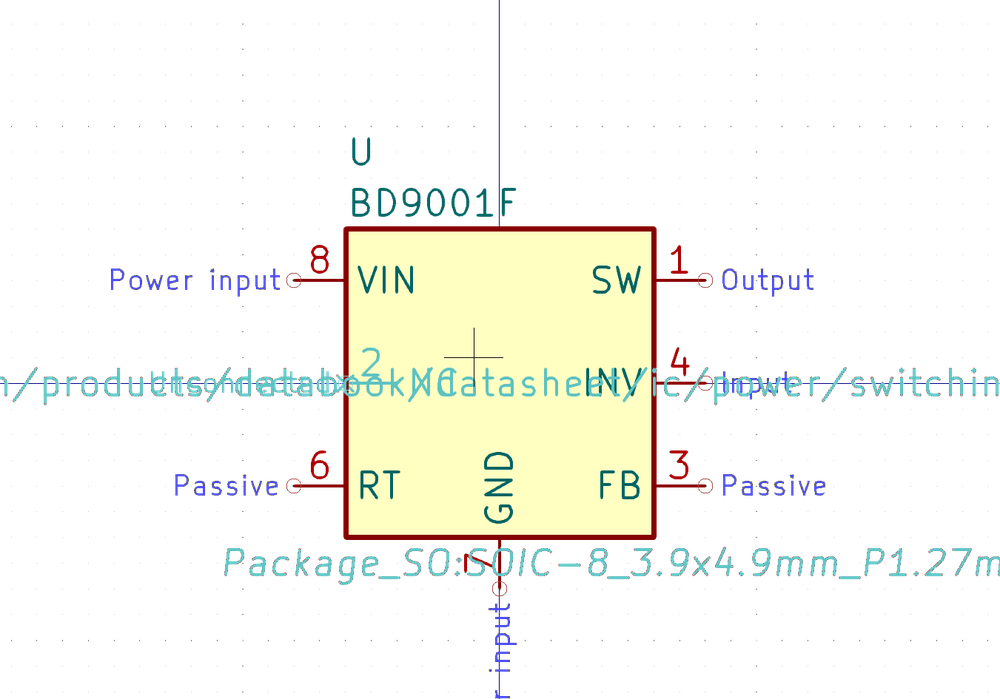 U
BD9001F
Power input 8 VIN SW 1 Output
2 NC INV 4 Input
n/products/databook/datasheet/ic/power/switchin
Passive 6 RT FB 3 Passive
GND
7
Package_SO:SOIC-8_3.9x4.9mm_P1.27m
r input